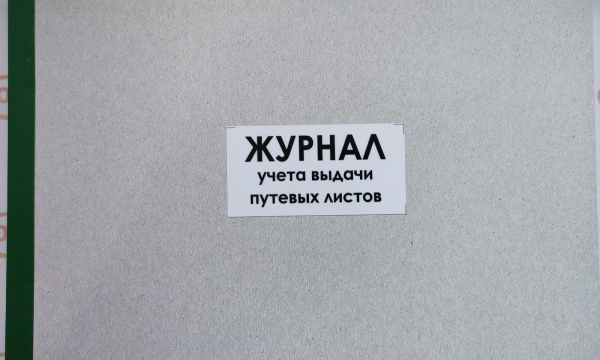 ЖУРНАЛ
учета выдачи
путевых листов